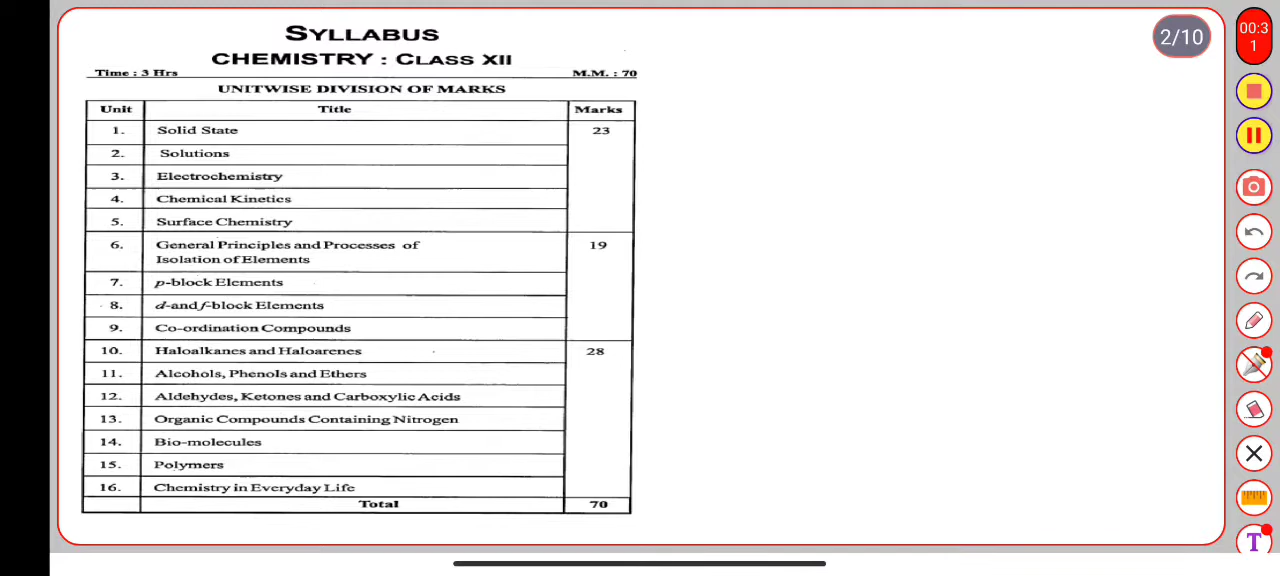 SYLLABUS
CHEMISTRY : CLASS XII
Time : 3 Hrs M.M. : 70
UNITWISE DIVISION OF MARKS
Unit Title Marks
1. Solid State 23
2. Solutions
3. Electrochemistry
4. Chemical Kinetics
5. Surface Chemistry
6. General Principles and Processes of 19
Isolation of Elements
7. p-block Elements
8. d-and f-block Elements
9. Co-ordination Compounds
10. Haloalkanes and Haloarenes 28
11. Alcohols, Phenols and Ethers
12. Aldehydes, Ketones and Carboxylic Acids
13. Organic Compounds Containing Nitrogen
14. Bio-molecules
15. Polymers
16. Chemistry in Everyday Life
Total 70
2/10
00:3
1
T